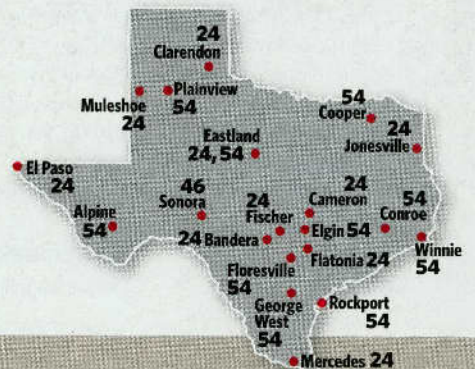 24
Clarendon
Plainview
54
Muleshoe
24
54
Cooper
24
Jonesville
Eastland
24, 54
El Paso
24
Alpine
54
46
Sonora
24
Fischer
24
Cameron
54
Conroe
24 Bandera
Elgin 54
Winnie
54
Floresville
54
Flatonia 24
George
West
54
Rockport
54
Mercedes 24